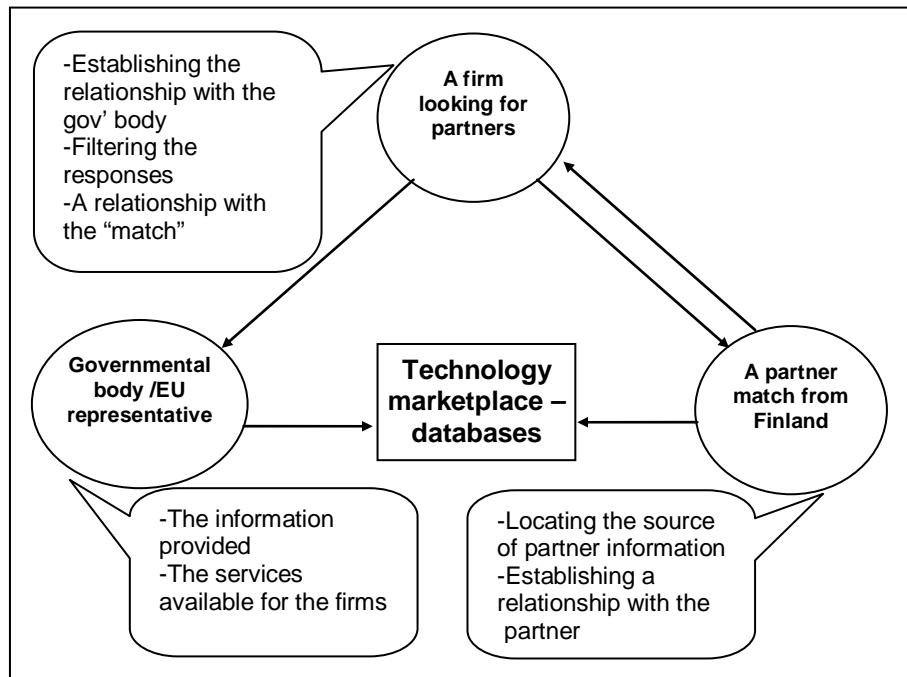 -Establishing the
relationship with the
gov’ body
-Filtering the
responses
-A relationship with
the “match”
A firm
looking for
partners
Governmental
body /EU
representative
Technology
marketplace –
databases
A partner
match from
Finland
-The information
provided
-The services
available for the firms
-Locating the source
of partner information
-Establishing a
relationship with the
partner